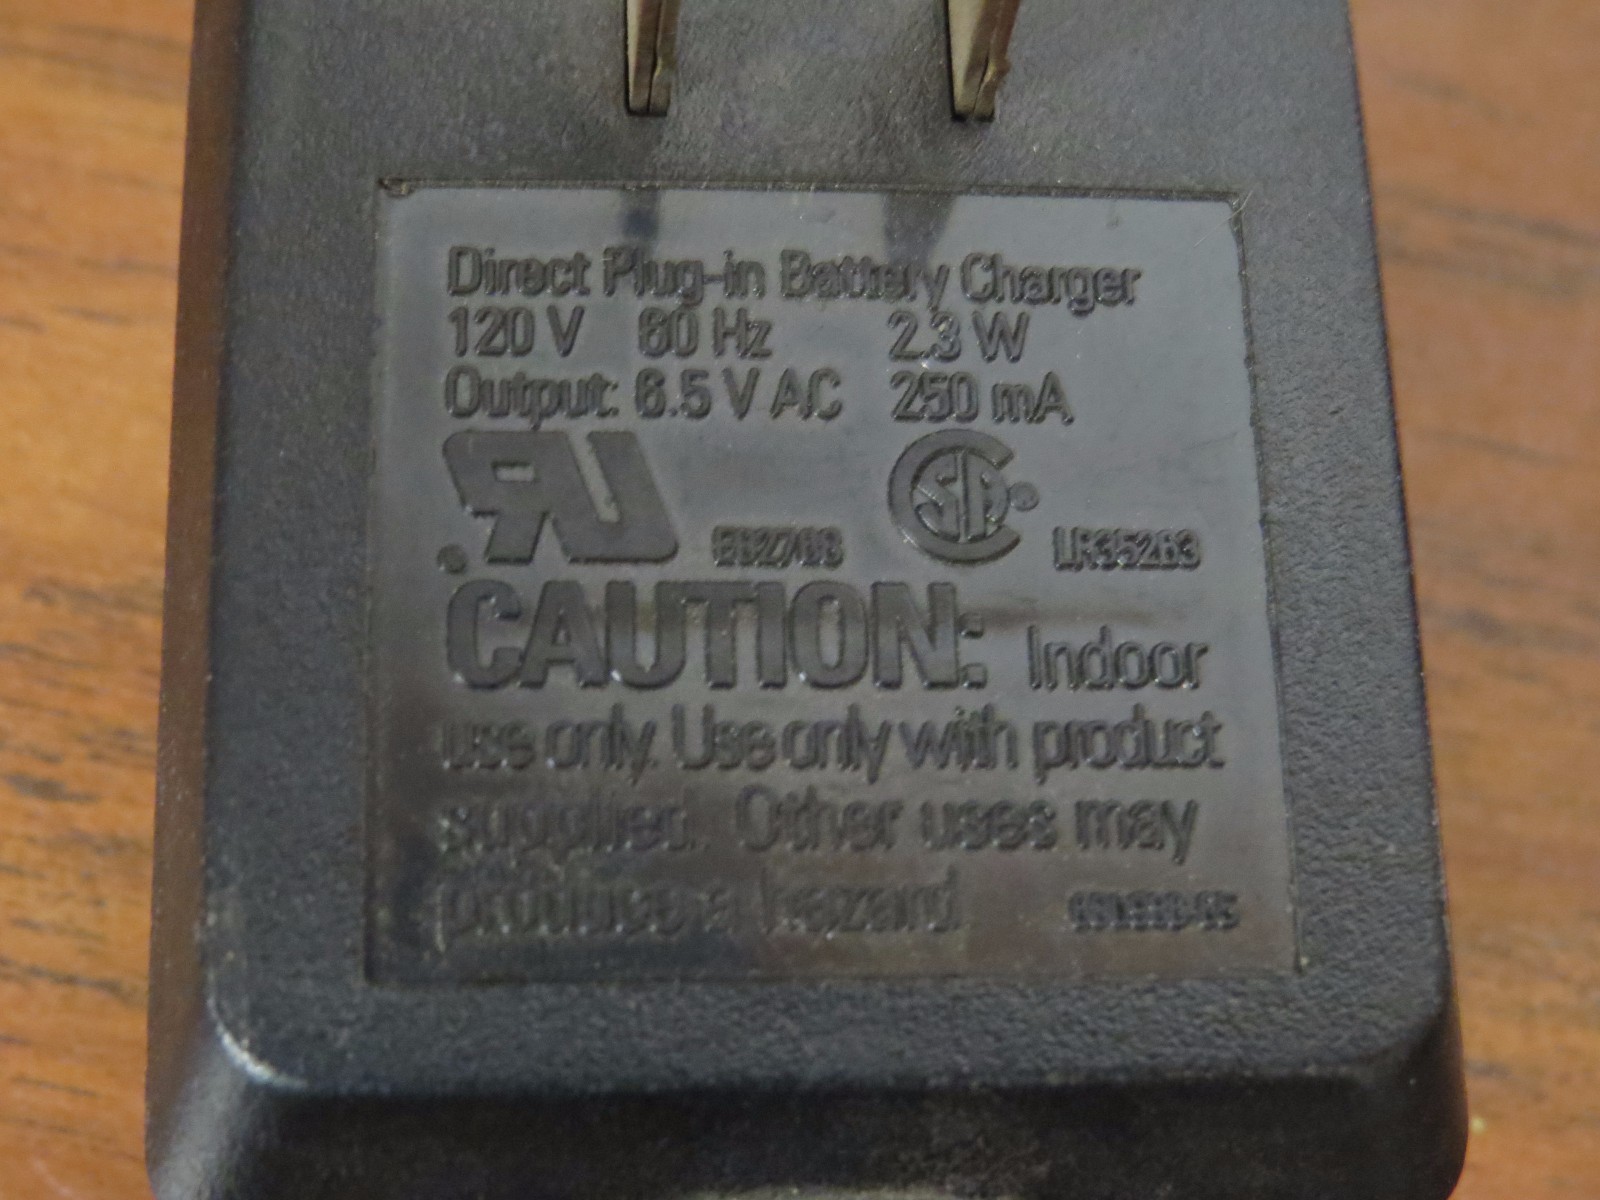 Direct Plug-in Battery Charger
120 V 60 Hz 2.3 W
Output: 6.5 V AC 250 mA
LR35263
CAUTION: Indoor
use only. Use only with product
supplied. Other uses may
produce a hazard